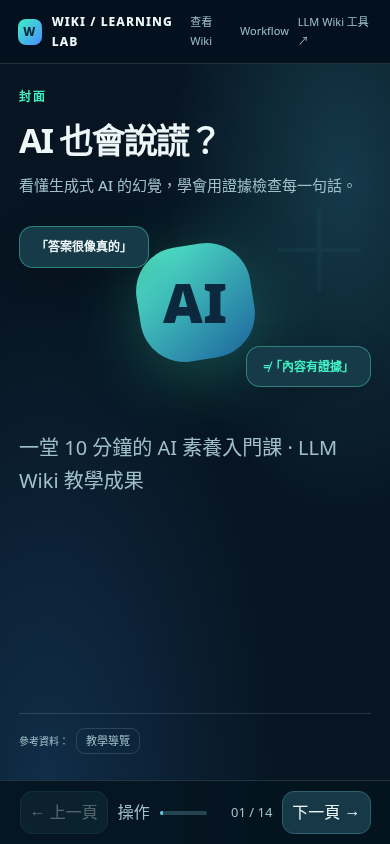 W
WIKI / LEARNING
LAB
查看
Wiki
Workflow
LLM Wiki 工具
↗
封面
AI 也會說謊？
看懂生成式 AI 的幻覺，學會用證據檢查每一句話。
「答案很像真的」
AI
≠「內容有證據」
一堂 10 分鐘的 AI 素養入門課 · LLM
Wiki 教學成果
參考資料：
教學導覽
← 上一頁
操作
01 / 14
下一頁 →